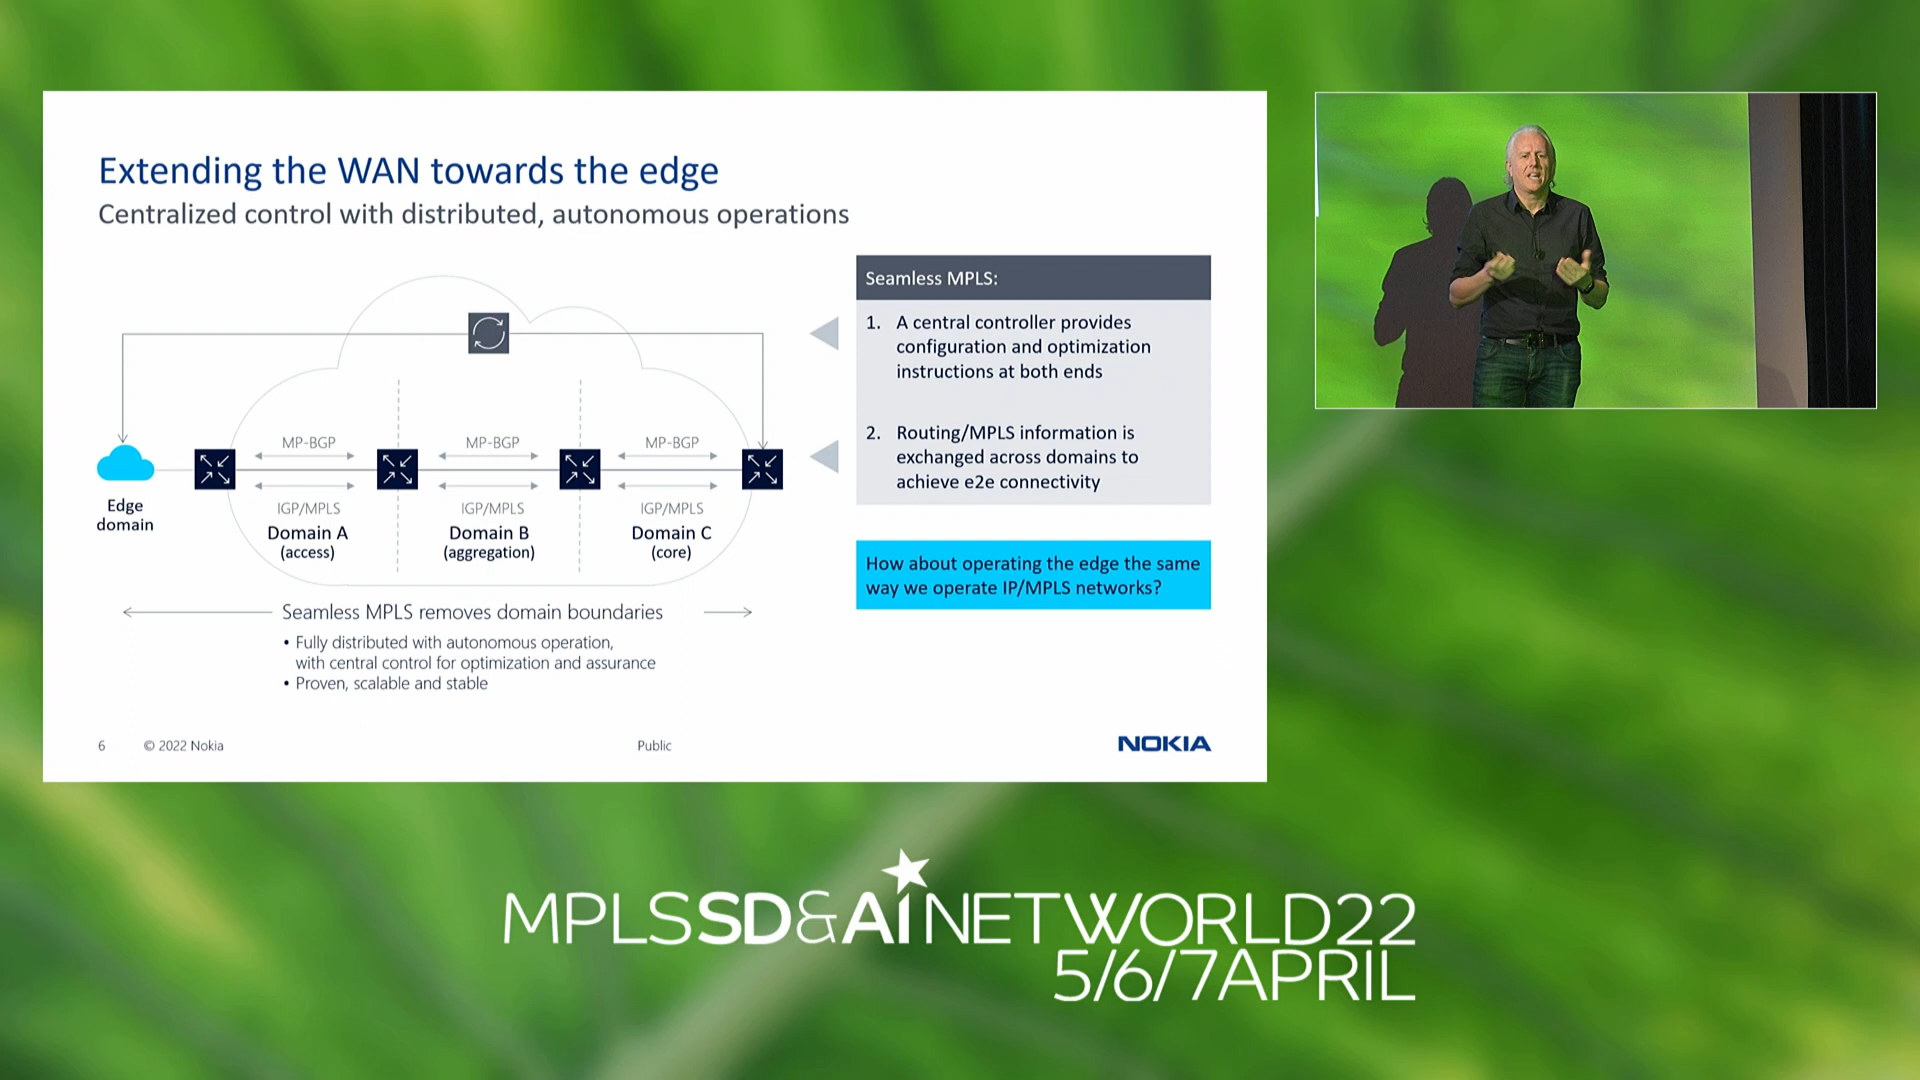 Extending the WAN towards the edge
Centralized control with distributed, autonomous operations
MP-BGP
MP-BGP
MP-BGP
Edge
domain
IGP/MPLS
IGP/MPLS
IGP/MPLS
Domain A
(access)
Domain B
(aggregation)
Domain C
(core)
Seamless MPLS removes domain boundaries
• Fully distributed with autonomous operation,
with central control for optimization and assurance
• Proven, scalable and stable
Seamless MPLS:
1. A central controller provides
configuration and optimization
instructions at both ends
2. Routing/MPLS information is
exchanged across domains to
achieve e2e connectivity
How about operating the edge the same
way we operate IP/MPLS networks?
6 © 2022 Nokia Public NOKIA
MPLSSD&AINETWORLD22
5/6/7APRIL